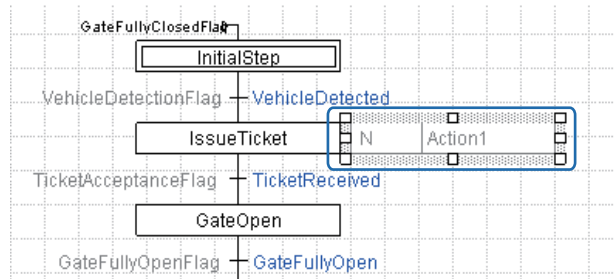 GateFullyClosedFlag
InitialStep
VehicleDetectionFlag VehicleDetected
IssueTicket N Action1
TicketAcceptanceFlag TicketReceived
GateOpen
GateFullyOpenFlag GateFullyOpen